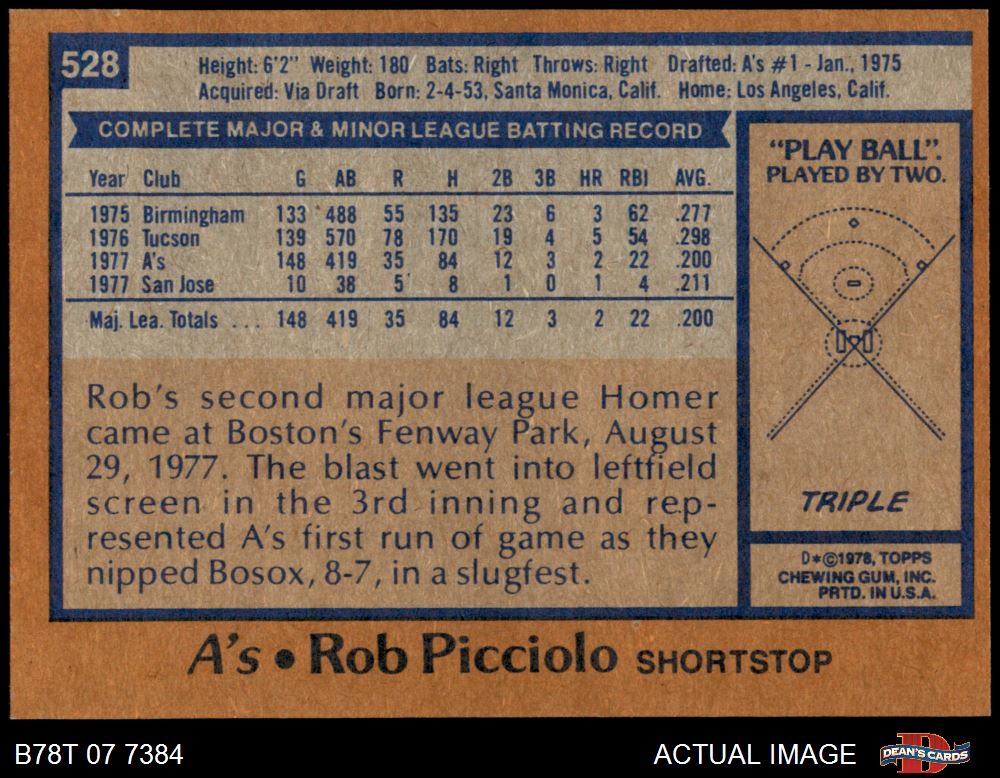 528
Height: 6'2" Weight: 180 Bats: Right Throws: Right Drafted: A's #1 - Jan., 1975
Acquired: Via Draft Born: 2-4-53, Santa Monica, Calif. Home: Los Angeles, Calif.
COMPLETE MAJOR & MINOR LEAGUE BATTING RECORD
Year Club G AB R H 2B 3B HR RBI AVG.
1975 Birmingham 133 488 55 135 23 6 3 62 .277
1976 Tucson 139 570 78 170 19 4 5 54 .298
1977 A's 148 419 35 84 12 3 2 22 .200
1977 San Jose 10 38 5 8 1 0 1 4 .211
Maj. Lea. Totals ... 148 419 35 84 12 3 2 22 .200
Rob's second major league Homer
came at Boston's Fenway Park, August
29, 1977. The blast went into leftfield
screen in the 3rd inning and rep-
resented A's first run of game as they
nipped Bosox, 8-7, in a slugfest.
"PLAY BALL".
PLAYED BY TWO.
TRIPLE
D*©1978, TOPPS
CHEWING GUM, INC.
PRTD. IN U.S.A.
A's • Rob Picciolo SHORTSTOP
B78T 07 7384
ACTUAL IMAGE
DEAN'S CARDS